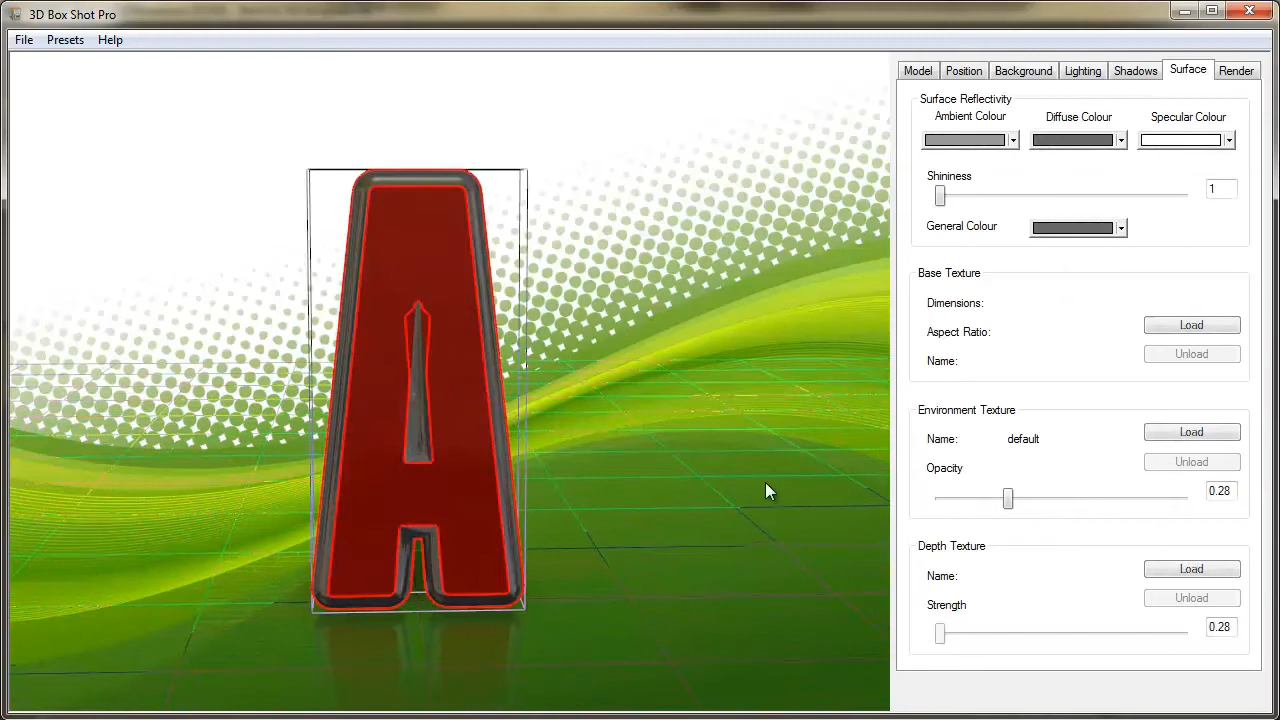 3D Box Shot Pro
File Presets Help
Model Position Background Lighting Shadows Surface Render
Surface Reflectivity
Ambient Colour Diffuse Colour Specular Colour
Shininess
1
General Colour
Base Texture
Dimensions:
Aspect Ratio: Load
Name: Unload
Environment Texture
Name: default Load
Opacity Unload
0.28
Depth Texture
Name: Load
Strength Unload
0.28
A